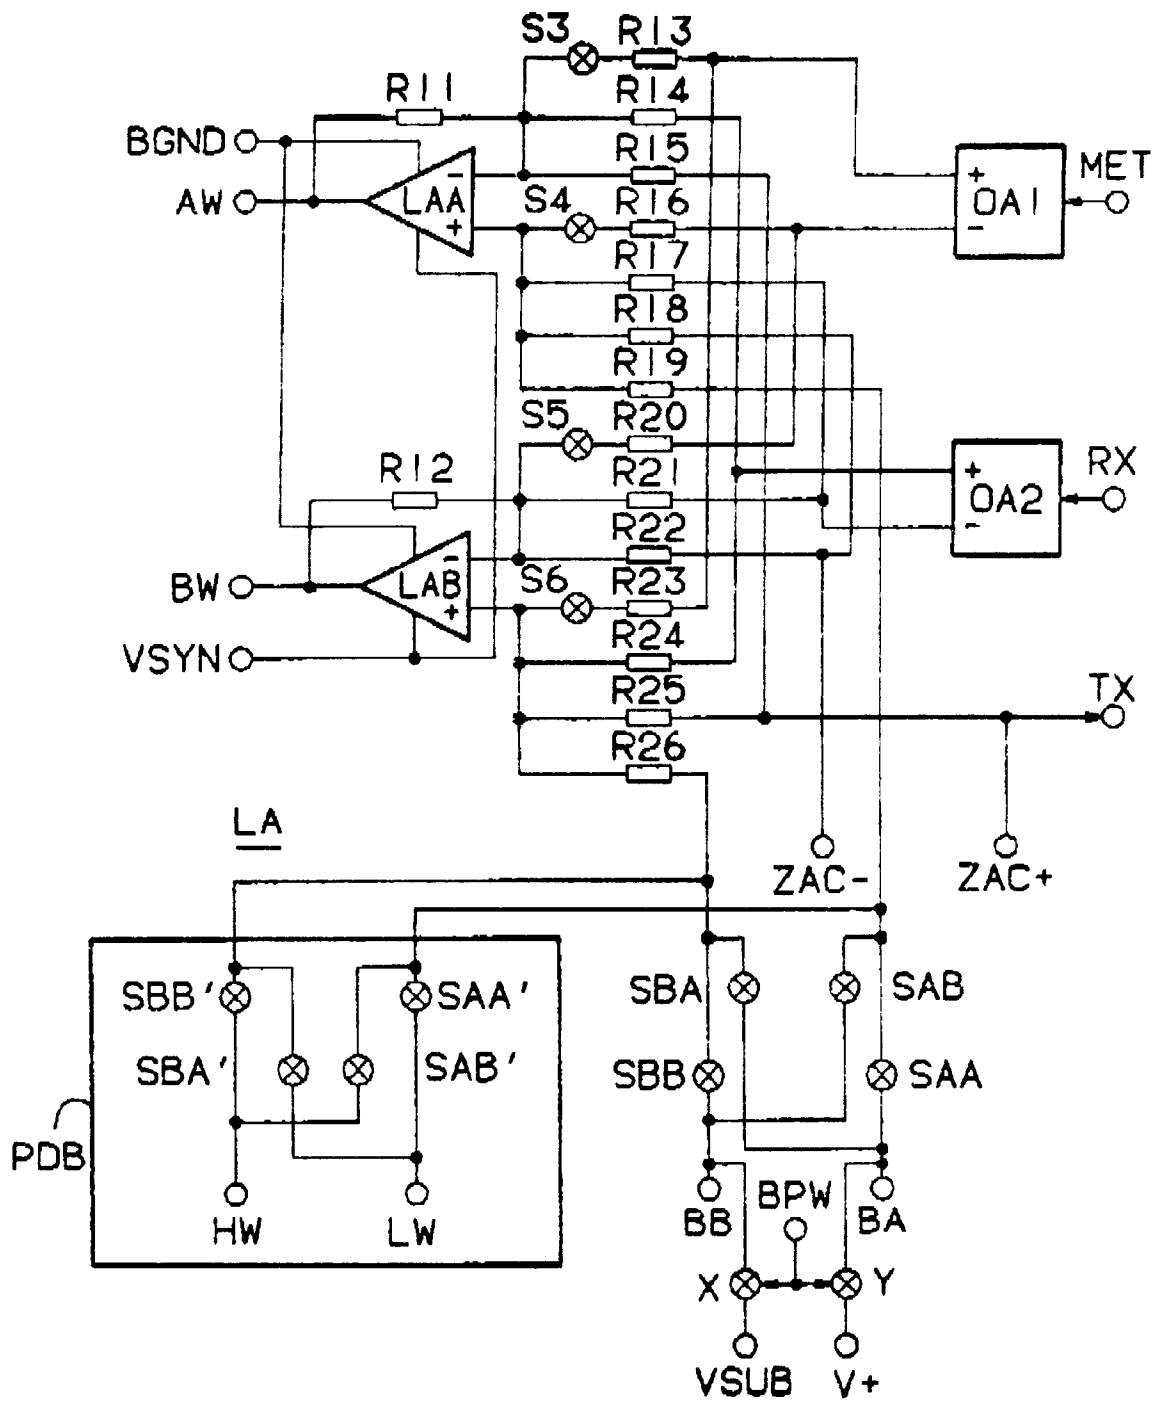 S3 R13
R11 R14
BGND R15 MET
+
-
AW LAA S4 R16 OA1
+
-
R17
R18
R19
S5 R20
R12 R21 + RX
OA2
R22 -
-
BW LAB S6 R23
+
R24
VSYN
R25 TX
R26
LA
ZAC- ZAC+
SBB' SAA' SBA SAB
SBA' SAB' SBB SAA
PDB
HW LW BB BPW BA
X Y
VSUB V+